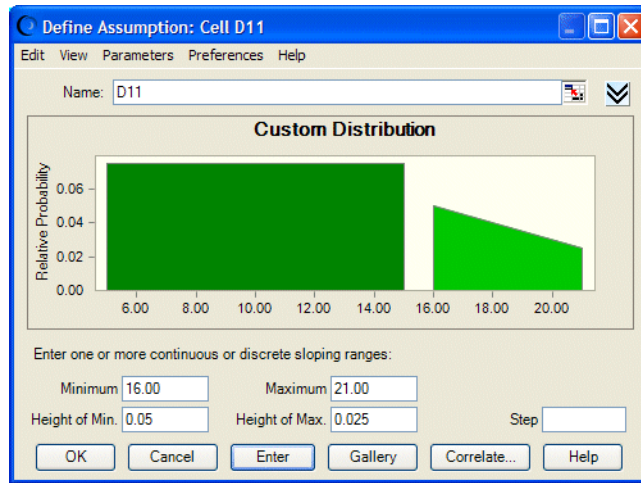 Define Assumption: Cell D11
Edit View Parameters Preferences Help
Name: D11
Custom Distribution
Relative Probability
0.06
0.04
0.02
0.00
6.00 8.00 10.00 12.00 14.00 16.00 18.00 20.00
Enter one or more continuous or discrete sloping ranges:
Minimum 16.00 Maximum 21.00
Height of Min. 0.05 Height of Max. 0.025 Step
OK Cancel Enter Gallery Correlate... Help